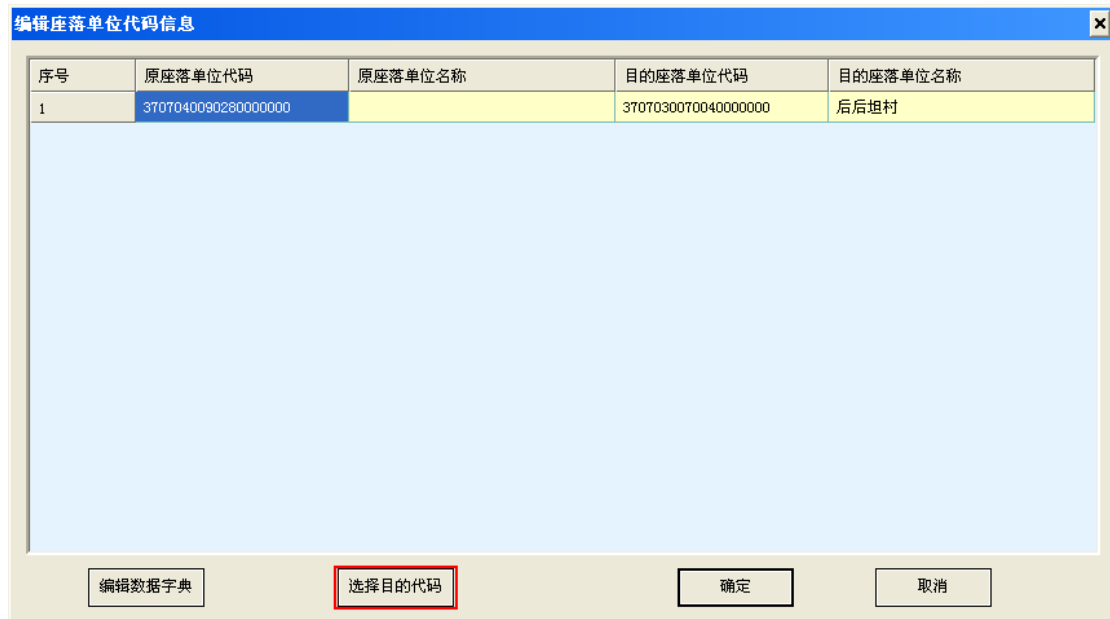 编辑座落单位代码信息
序号 原座落单位代码 原座落单位名称 目的座落单位代码 目的座落单位名称
1 3707040090280000000 3707030070040000000 后后坦村
编辑数据字典 选择目的代码 确定 取消